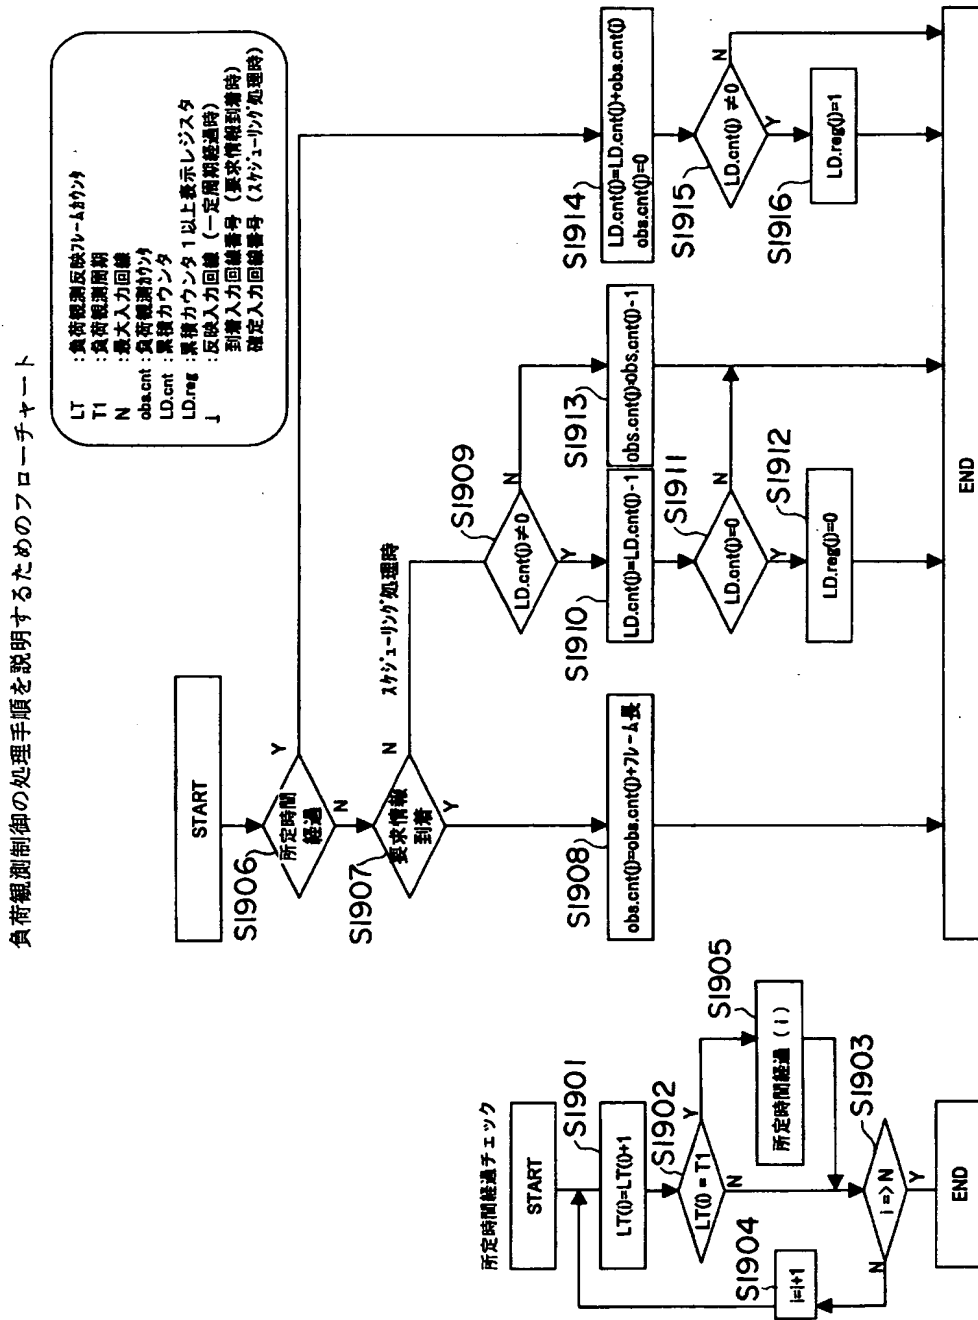 負荷観測制御の処理手順を説明するためのフローチャート
LT :負荷観測反映フレームカウンタ
T1 :負荷観測周期
N :最大入力回線
obs.cnt :負荷観測カウンタ
LD.cnt :累積カウンタ
LD.reg :累積カウンタ1以上表示レジスタ
j :反映入力回線 (一定周期経過時)
到着入力回線番号 (要求情報到着時)
確定入力回線番号 (スケジューリング処理時)
所定時間経過チェック
START
S1901
LT(i)=LT(i)+1
S1902
LT(i) = T1
Y
N
S1905
所定時間経過 (i)
S1903
i =>N
N
Y
S1904
i=i+1
END
START
S1906
所定時間
経過
Y
N
S1907
要求情報
到着
N
スケジューリング処理時
Y
S1908
obs.cnt(j)=obs.cnt(j)+フレーム長
S1909
LD.cnt(j) ≠0
N
Y
S1910
LD.cnt(j)=LD.cnt(j)-1
S1911
LD.cnt(j)=0
N
Y
S1912
LD.reg(j)=0
S1913
obs.cnt(j)=obs.cnt(j)-1
S1914
LD.cnt(j)=LD.cnt(j)+obs.cnt(j)
obs.cnt(j)=0
S1915
LD.cnt(j) ≠0
N
Y
S1916
LD.reg(j)=1
END